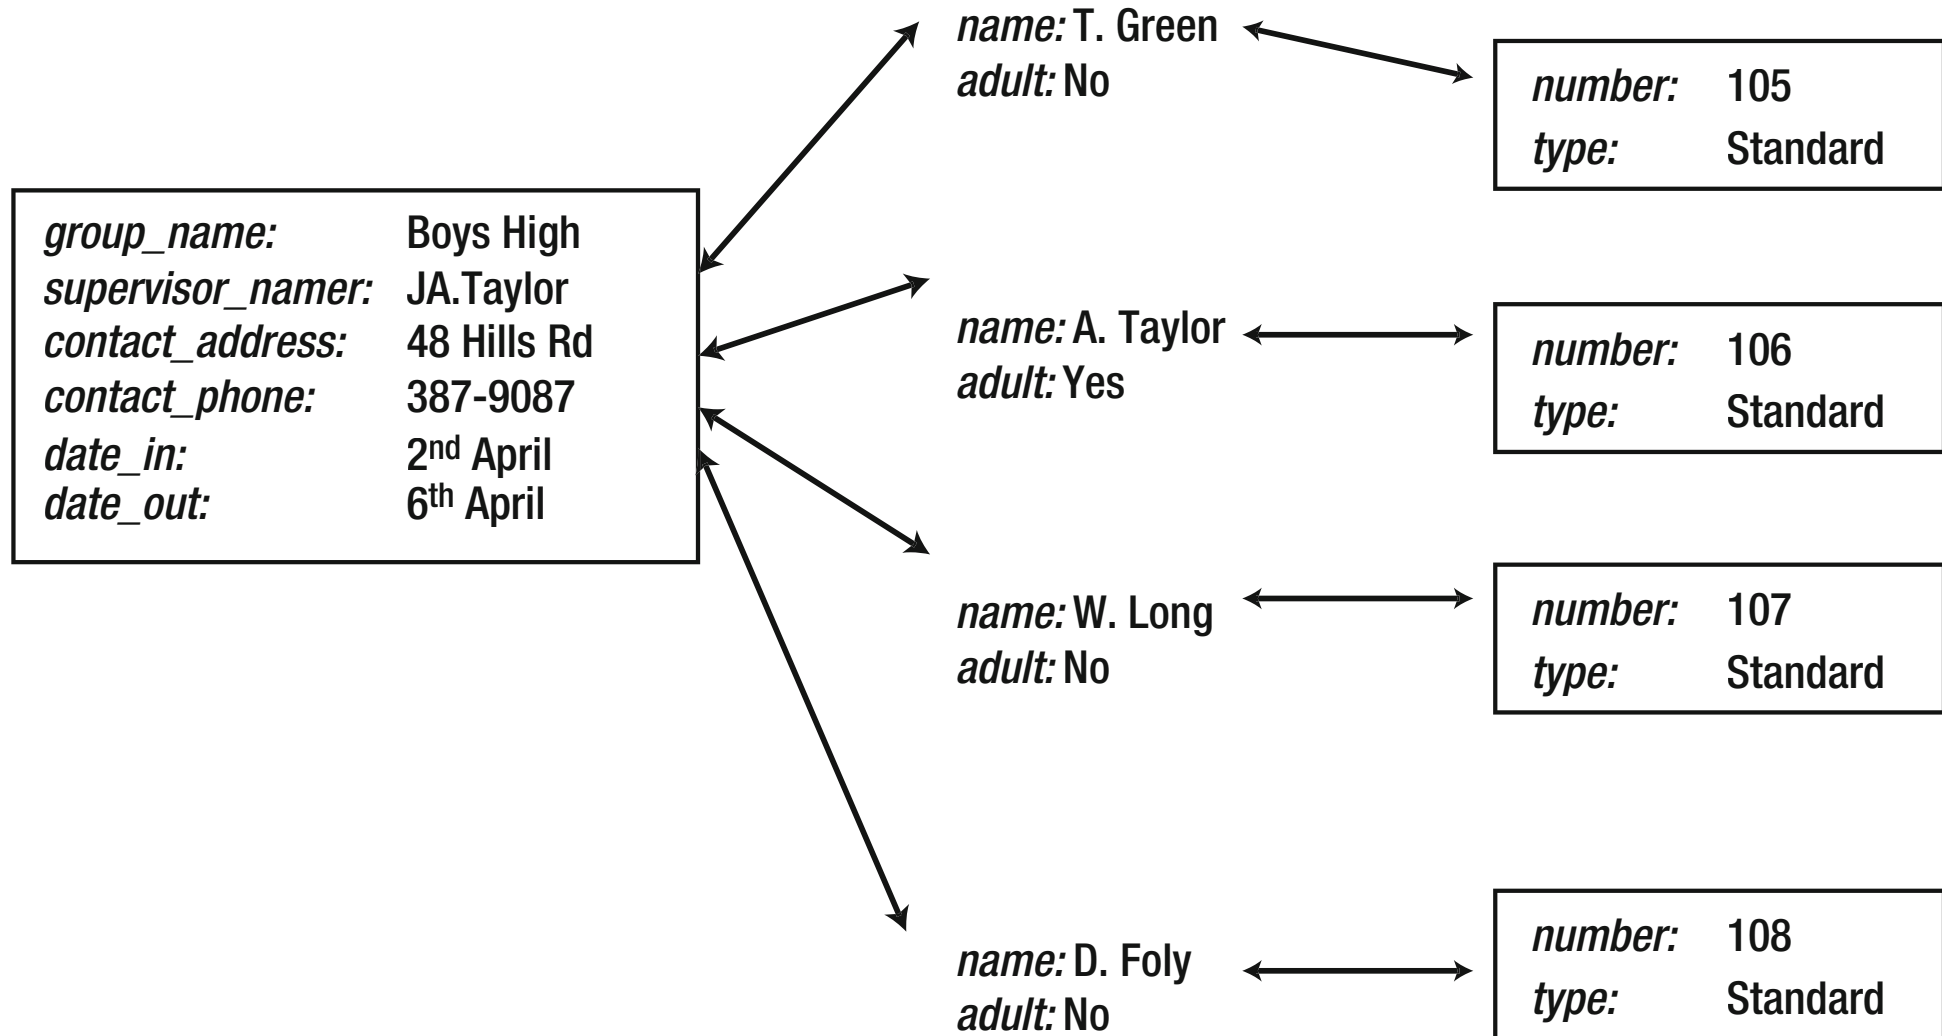 group_name: Boys High
supervisor_namer: JA.Taylor
contact_address: 48 Hills Rd
contact_phone: 387-9087
date_in: 2nd April
date_out: 6th April
name: T. Green
adult: No
number: 105
type: Standard
name: A. Taylor
adult: Yes
number: 106
type: Standard
name: W. Long
adult: No
number: 107
type: Standard
name: D. Foly
adult: No
number: 108
type: Standard